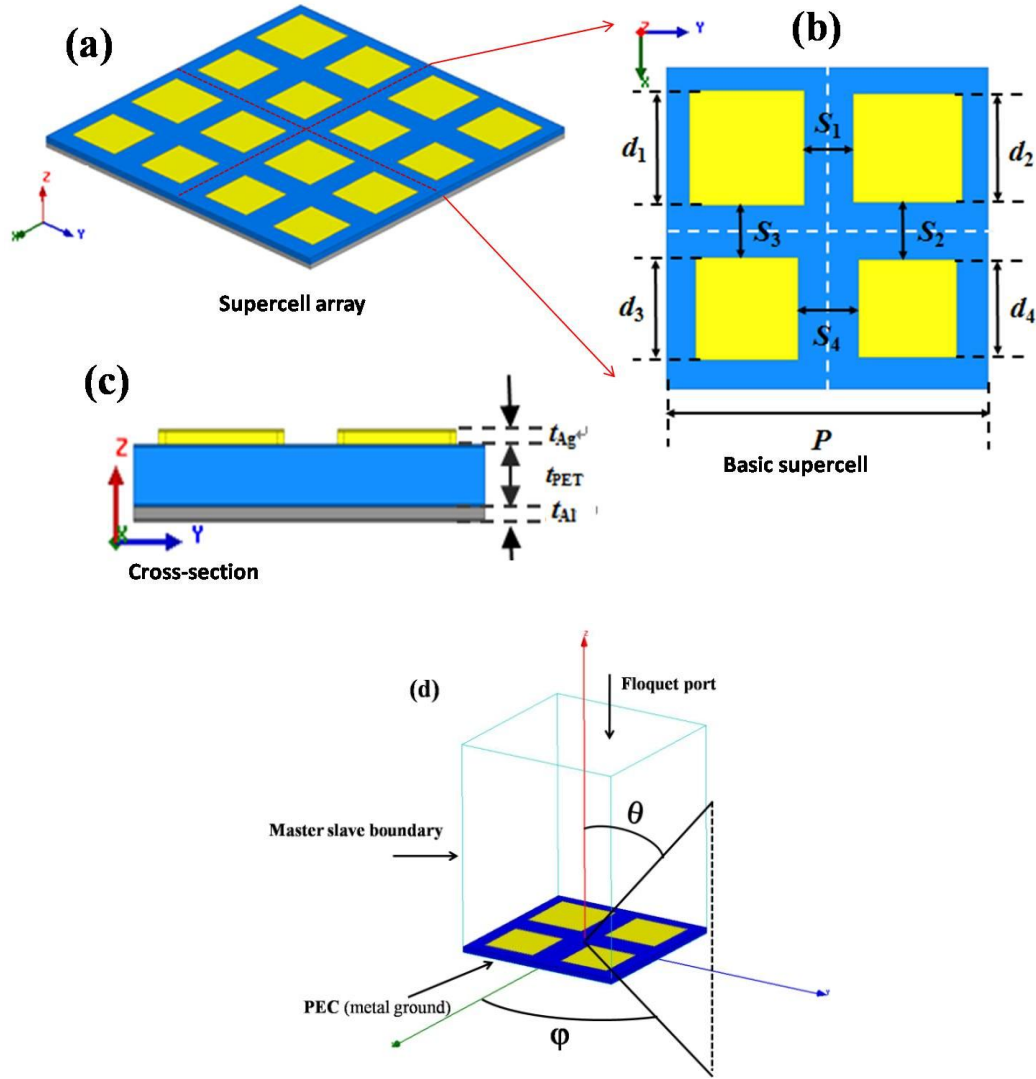 (a)
Z
X
Y
Supercell array
(b)
Z
Y
X
S1
d1
d2
S3
S2
d3
S4
d4
P
Basic supercell
(c)
Z
tAg
tPET
tAl
X
Y
Cross-section
(d)
z
Floquet port
θ
Master slave boundary
PEC (metal ground)
φ